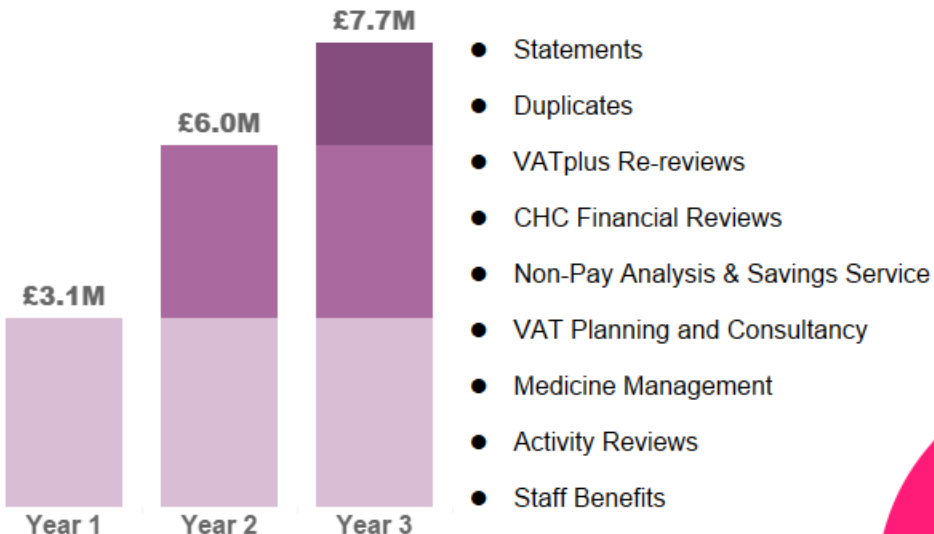 £7.7M
£6.0M
£3.1M
Year 1
Year 2
Year 3
● Statements
● Duplicates
● VATplus Re-reviews
● CHC Financial Reviews
● Non-Pay Analysis & Savings Service
● VAT Planning and Consultancy
● Medicine Management
● Activity Reviews
● Staff Benefits